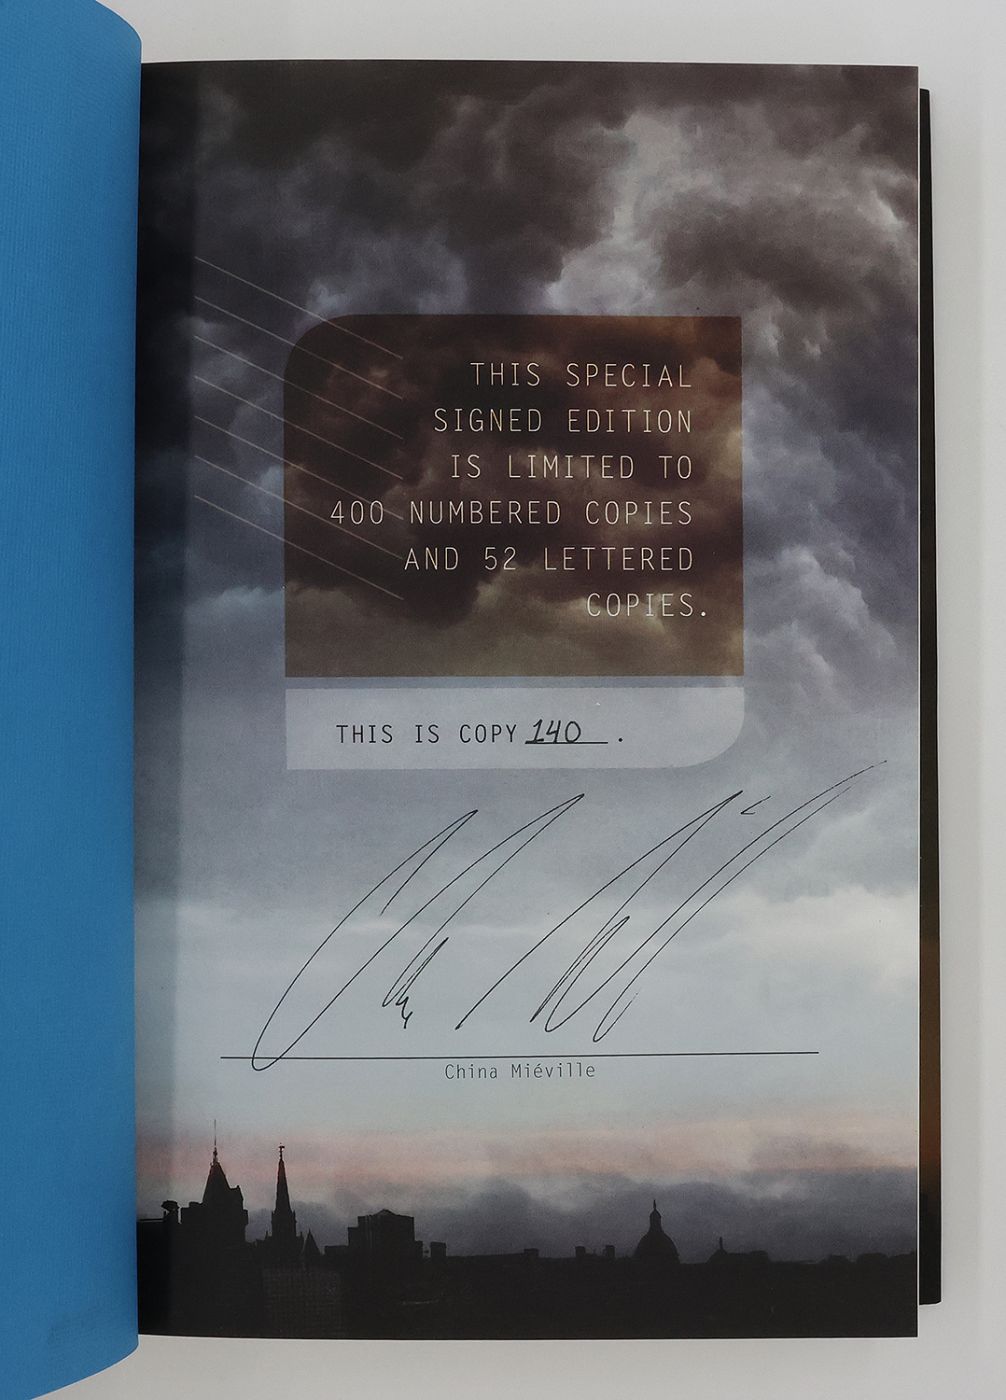 THIS SPECIAL
SIGNED EDITION
IS LIMITED TO
400 NUMBERED COPIES
AND 52 LETTERED
COPIES.
THIS IS COPY 140 .
China Miéville